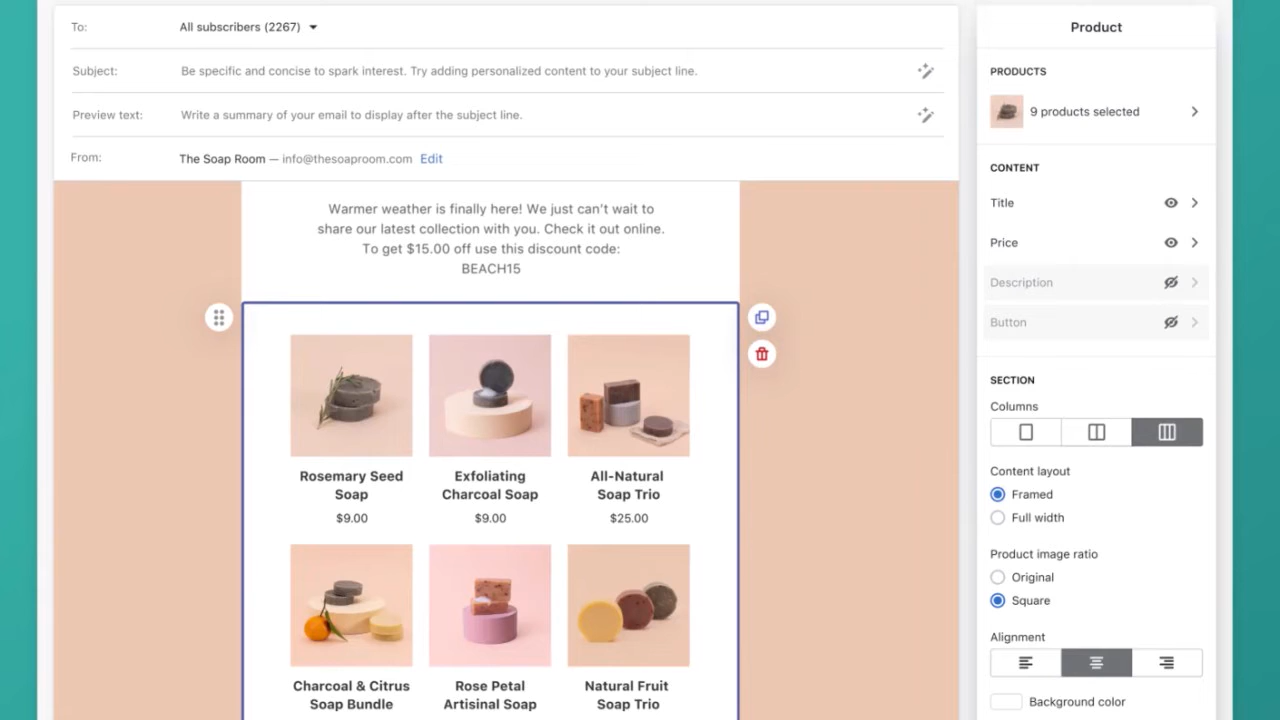 To: All subscribers (2267)
Subject: Be specific and concise to spark interest. Try adding personalized content to your subject line.
Preview text: Write a summary of your email to display after the subject line.
From: The Soap Room — info@thesoaproom.com Edit
Warmer weather is finally here! We just can't wait to
share our latest collection with you. Check it out online.
To get $15.00 off use this discount code:
BEACH15
Rosemary Seed
Soap
$9.00
Exfoliating
Charcoal Soap
$9.00
All-Natural
Soap Trio
$25.00
Charcoal & Citrus
Soap Bundle
Rose Petal
Artisinal Soap
Natural Fruit
Soap Trio
Product
PRODUCTS
9 products selected
CONTENT
Title
Price
Description
Button
SECTION
Columns
Content layout
Framed
Full width
Product image ratio
Original
Square
Alignment
Background color